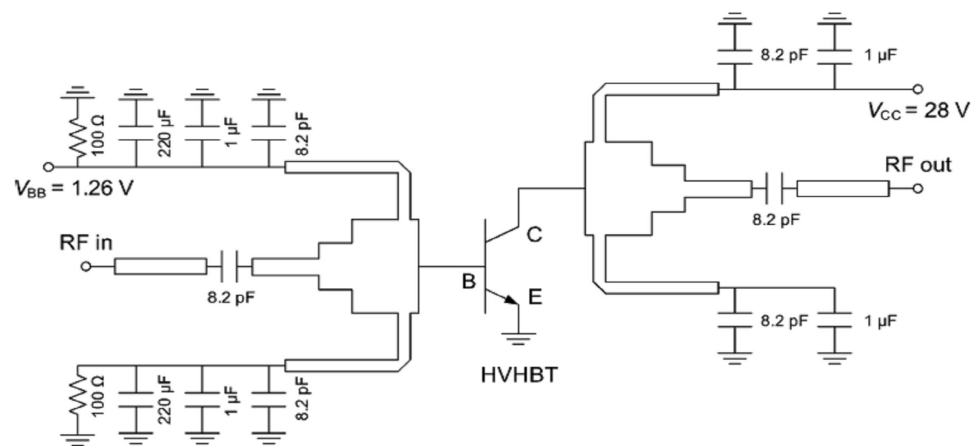 8.2 pF
1 µF
V_CC = 28 V
100 Ω
220 µF
1 µF
8.2 pF
V_BB = 1.26 V
RF out
8.2 pF
RF in
8.2 pF
C
B
E
8.2 pF
1 µF
HVHBT
100 Ω
220 µF
1 µF
8.2 pF